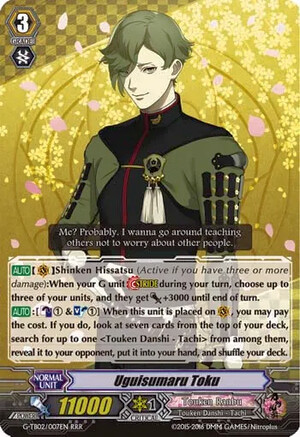 3
GRADE
Me? Probably. I wanna go around teaching
others not to worry about other people.
AUTO [ ]Shinken Hissatsu (Active if you have three or more
damage):When your G unit STRIDE during your turn, choose up to
three of your units, and they get +3000 until end of turn.
AUTO:[ ① & ] When this unit is placed on , you may pay
the cost. If you do, look at seven cards from the top of your deck,
search for up to one <Touken Danshi - Tachi> from among them,
reveal it to your opponent, put it into your hand, and shuffle your deck.
NORMAL
UNIT
Uguisumaru Toku
POWER
11000
1
CRITICAL
Touken Ranbu
Touken Danshi - Tachi
G-TB02/007EN RRR
©2015-2016 DMM GAMES/Nitroplus